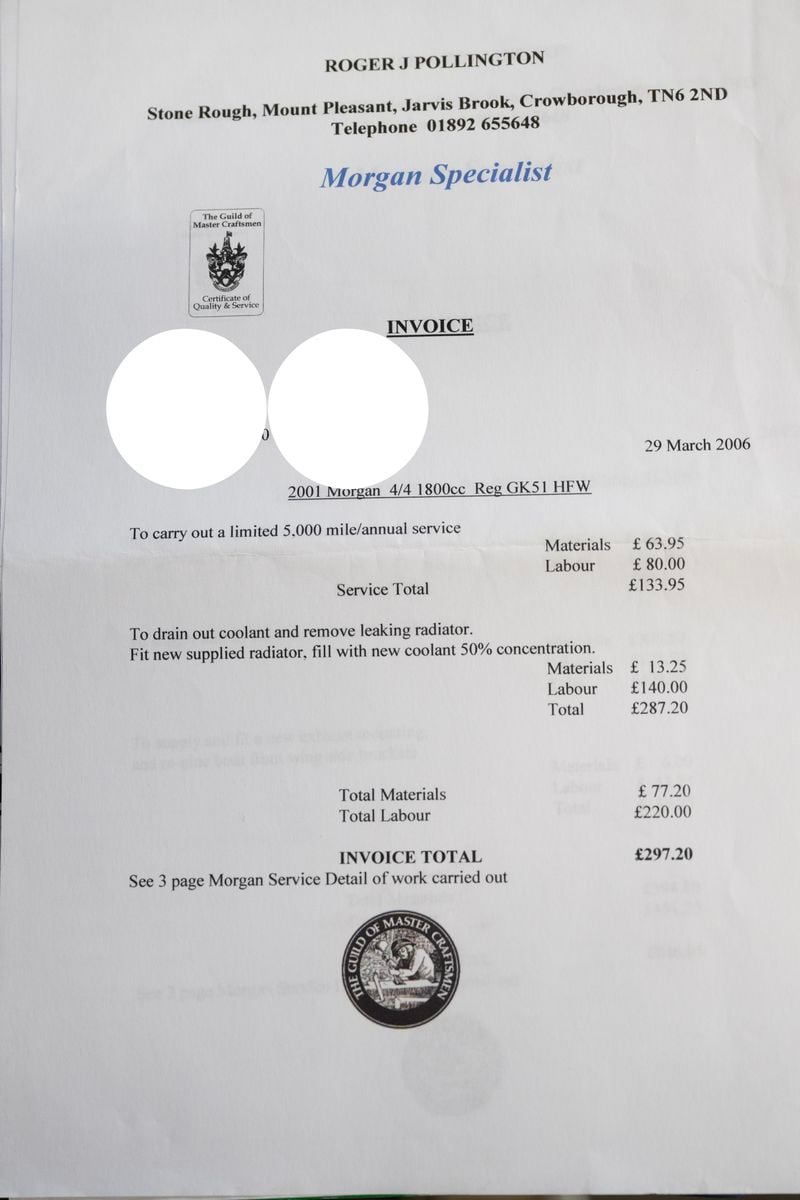 ROGER J POLLINGTON
Stone Rough, Mount Pleasant, Jarvis Brook, Crowborough, TN6 2ND
Telephone 01892 655648
Morgan Specialist
The Guild of
Master Craftsmen
Certificate of
Quality & Service
INVOICE
29 March 2006
2001 Morgan 4/4 1800cc Reg GK51 HFW
To carry out a limited 5,000 mile/annual service
Materials £ 63.95
Labour £ 80.00
Service Total £133.95
To drain out coolant and remove leaking radiator.
Fit new supplied radiator, fill with new coolant 50% concentration.
Materials £ 13.25
Labour £140.00
Total £287.20
Total Materials £ 77.20
Total Labour £220.00
INVOICE TOTAL £297.20
See 3 page Morgan Service Detail of work carried out
THE GUILD OF MASTER CRAFTSMEN